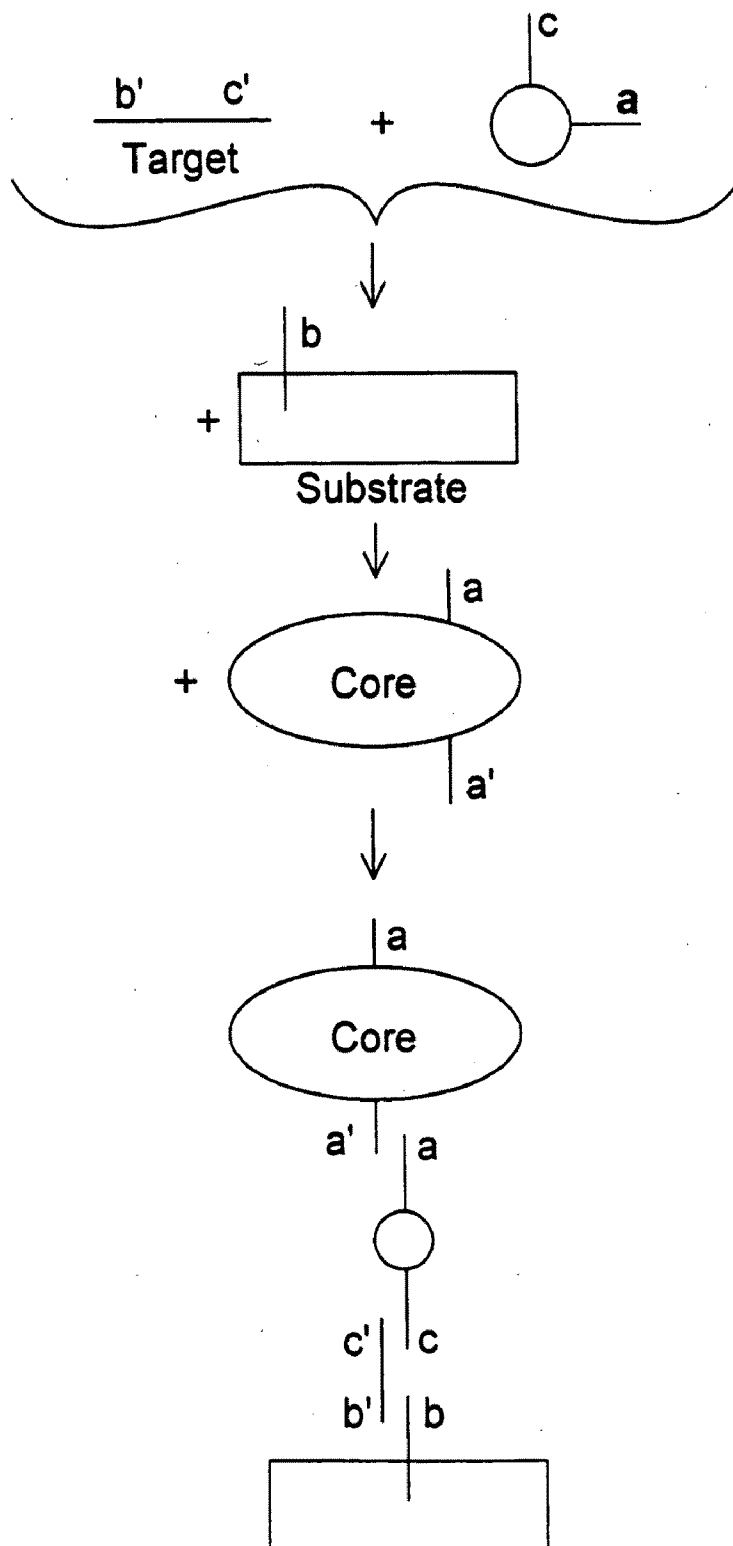 c
b' c' + a
Target
b
+
Substrate
a
+ Core
a'
a
Core
a' a
c' c
b' b